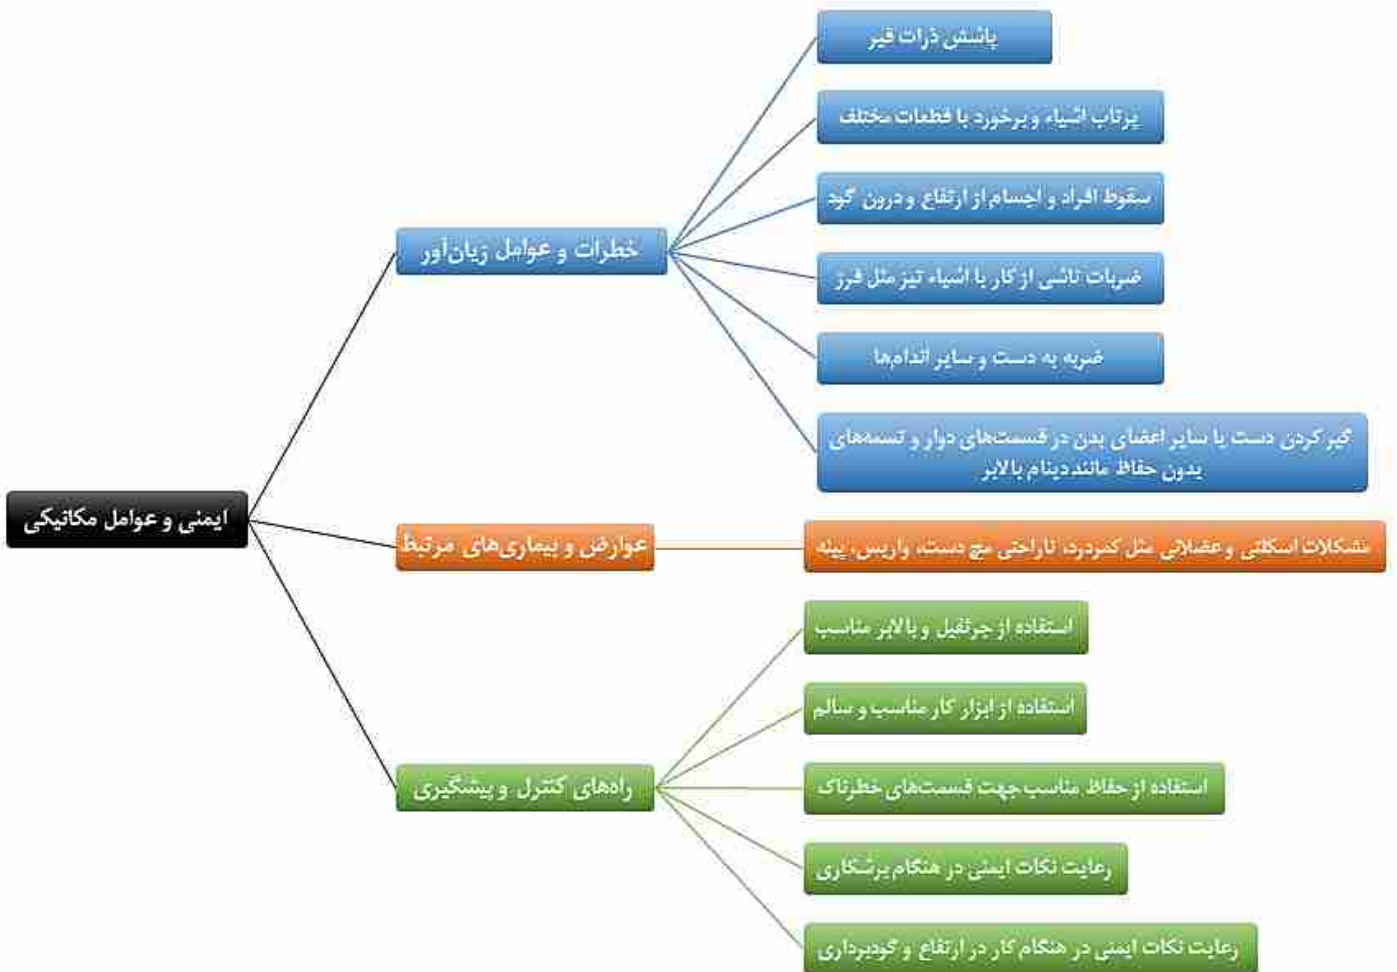 ایمنی و عوامل مکانیکی
خطرات و عوامل زیان‌آور
پاشش ذرات قیر
پرتاب اشیاء و برخورد با قطعات مختلف
سقوط افراد و اجسام از ارتفاع و درون گود
ضربات ناشی از کار با اشیاء تیز مثل فرز
ضربه به دست و سایر اندام‌ها
گیر کردن دست یا سایر اعضای بدن در قسمت‌های دوار و تسمه‌های
بدون حفاظ مانند دینام بالابر
عوارض و بیماری‌های مرتبط
مشکلات اسکلتی و عضلانی مثل کمردرد، ناراحتی مچ دست، واریس، پینه
راه‌های کنترل و پیشگیری
استفاده از جرثقیل و بالابر مناسب
استفاده از ابزار کار مناسب و سالم
استفاده از حفاظ مناسب جهت قسمت‌های خطرناک
رعایت نکات ایمنی در هنگام برشکاری
رعایت نکات ایمنی در هنگام کار در ارتفاع و گودبرداری